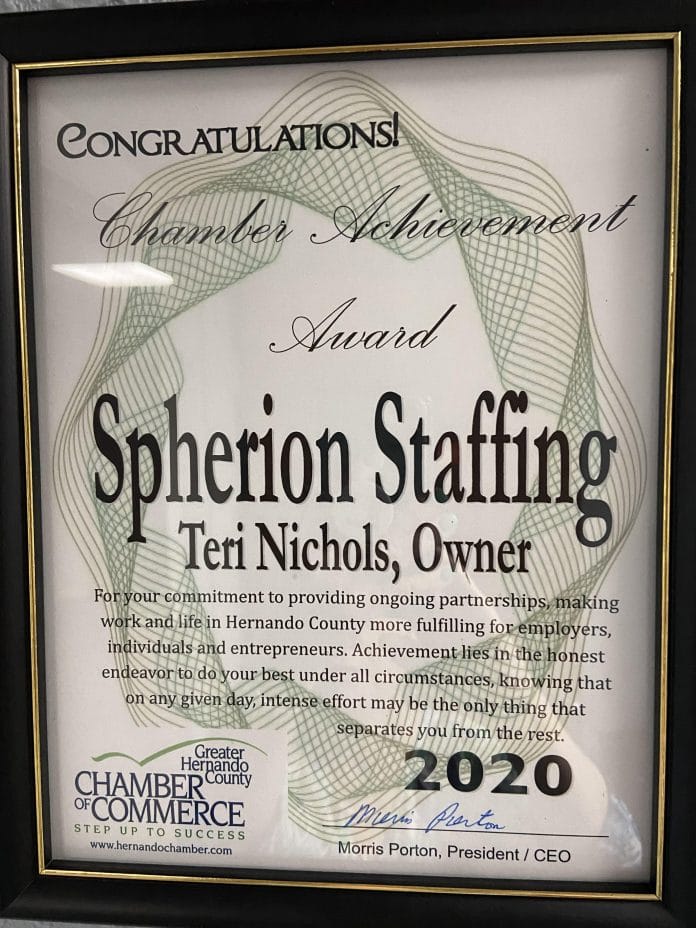 CONGRATULATIONS!
Chamber Achievement
Award
Spherion Staffing
Teri Nichols, Owner
For your commitment to providing ongoing partnerships, making
work and life in Hernando County more fulfilling for employers,
individuals and entrepreneurs. Achievement lies in the honest
endeavor to do your best under all circumstances, knowing that
on any given day, intense effort may be the only thing that
separates you from the rest.
2020
Greater
Hernando
County
CHAMBER
OF COMMERCE
STEP UP TO SUCCESS
www.hernandochamber.com
Morris Porton
Morris Porton, President / CEO